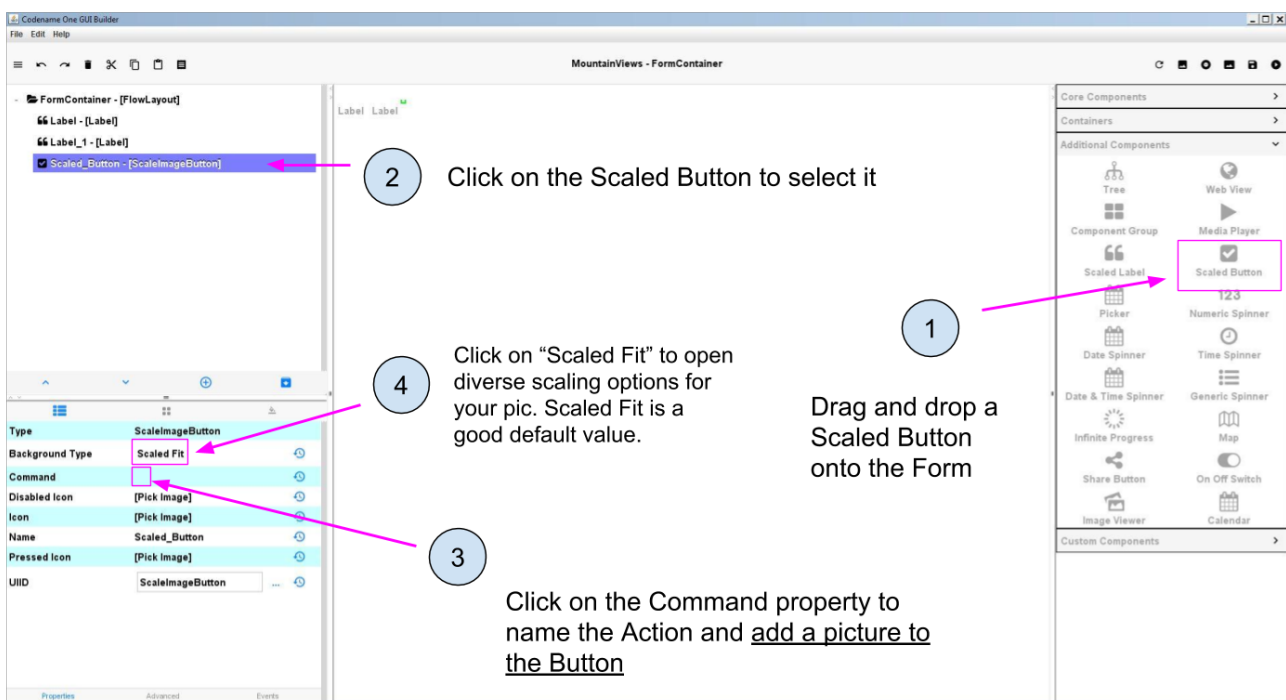 Codename One GUI Builder
File Edit Help
MountainViews - FormContainer
FormContainer - [FlowLayout]
Label - [Label]
Label_1 - [Label]
Scaled_Button - [ScaleImageButton]
Label Label
2
Click on the Scaled Button to select it
1
Drag and drop a
Scaled Button
onto the Form
4
Click on “Scaled Fit” to open
diverse scaling options for
your pic. Scaled Fit is a
good default value.
3
Click on the Command property to
name the Action and add a picture to
the Button
Type ScaleImageButton
Background Type Scaled Fit
Command
Disabled Icon [Pick Image]
Icon [Pick Image]
Name Scaled_Button
Pressed Icon [Pick Image]
UIID ScaleImageButton ...
Properties Advanced Events
Core Components
Containers
Additional Components
Tree Web View
Component Group Media Player
Scaled Label Scaled Button
123
Picker Numeric Spinner
Date Spinner Time Spinner
Date & Time Spinner Generic Spinner
Infinite Progress Map
Share Button On Off Switch
Image Viewer Calendar
Custom Components